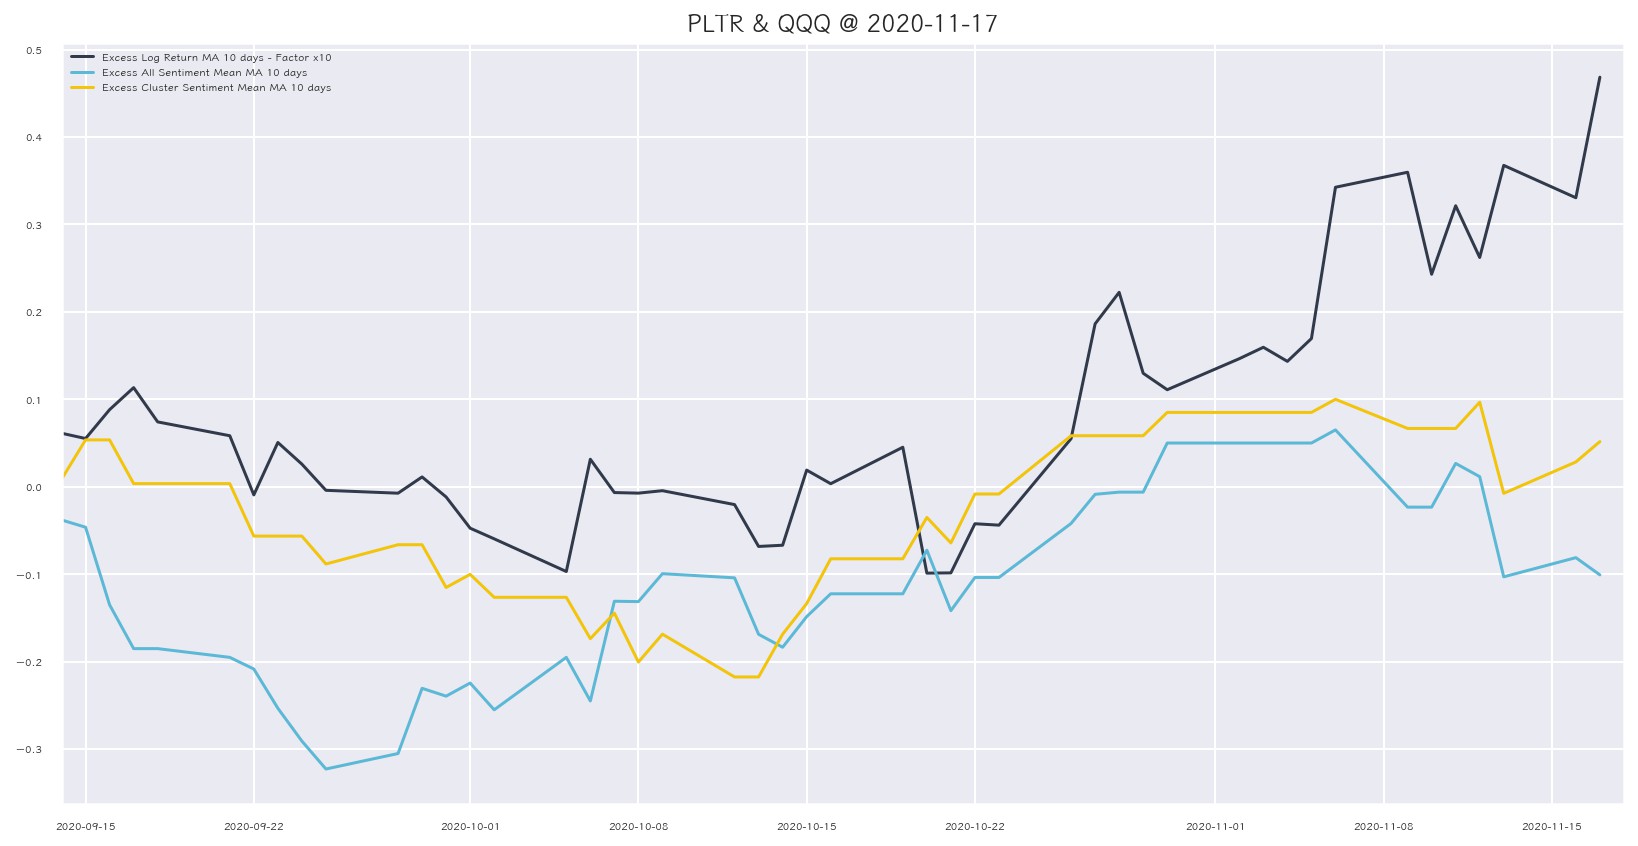 PLTR & QQQ @ 2020-11-17
Excess Log Return MA 10 days - Factor x10
Excess All Sentiment Mean MA 10 days
Excess Cluster Sentiment Mean MA 10 days
0.5
0.4
0.3
0.2
0.1
0.0
−0.1
−0.2
−0.3
2020-09-15 2020-09-22 2020-10-01 2020-10-08 2020-10-15 2020-10-22 2020-11-01 2020-11-08 2020-11-15